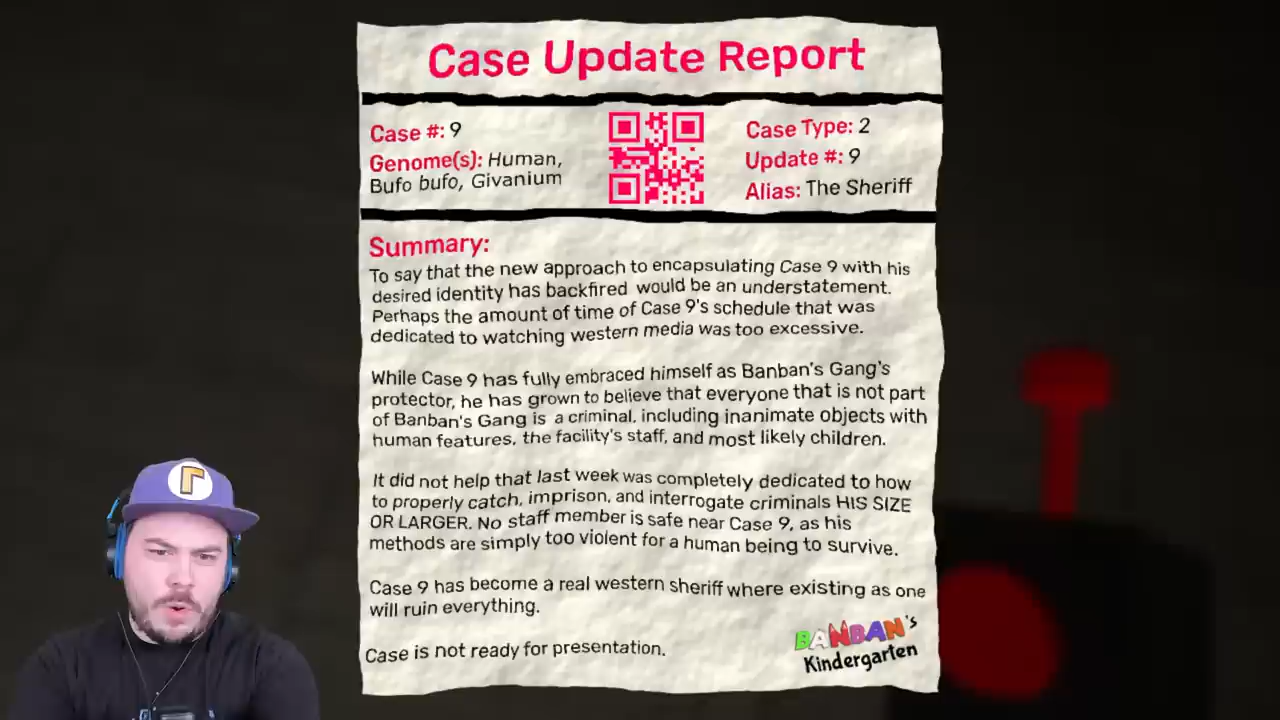 Case Update Report
Case #: 9
Genome(s): Human,
Bufo bufo, Givanium
Case Type: 2
Update #: 9
Alias: The Sheriff
Summary:
To say that the new approach to encapsulating Case 9 with his
desired identity has backfired would be an understatement.
Perhaps the amount of time of Case 9's schedule that was
dedicated to watching western media was too excessive.
While Case 9 has fully embraced himself as Banban's Gang's
protector, he has grown to believe that everyone that is not part
of Banban's Gang is a criminal, including inanimate objects with
human features, the facility's staff, and most likely children.
It did not help that last week was completely dedicated to how
to properly catch, imprison, and interrogate criminals HIS SIZE
OR LARGER. No staff member is safe near Case 9, as his
methods are simply too violent for a human being to survive.
Case 9 has become a real western sheriff where existing as one
will ruin everything.
Case is not ready for presentation.
BANBAN's
Kindergarten